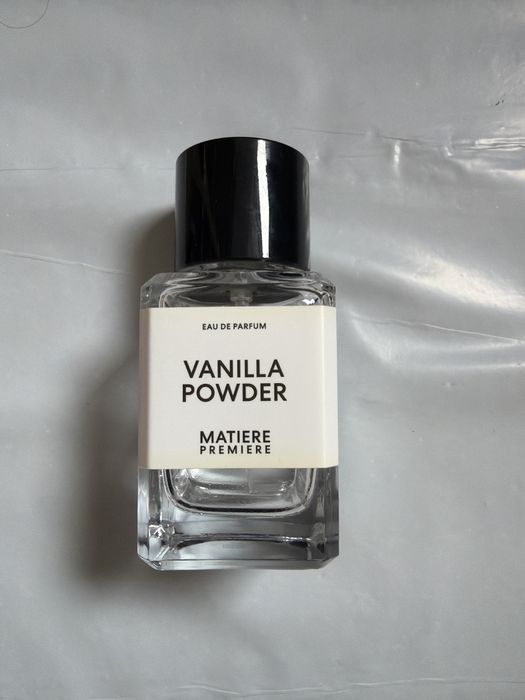 EAU DE PARFUM
VANILLA
POWDER
MATIERE
PREMIERE